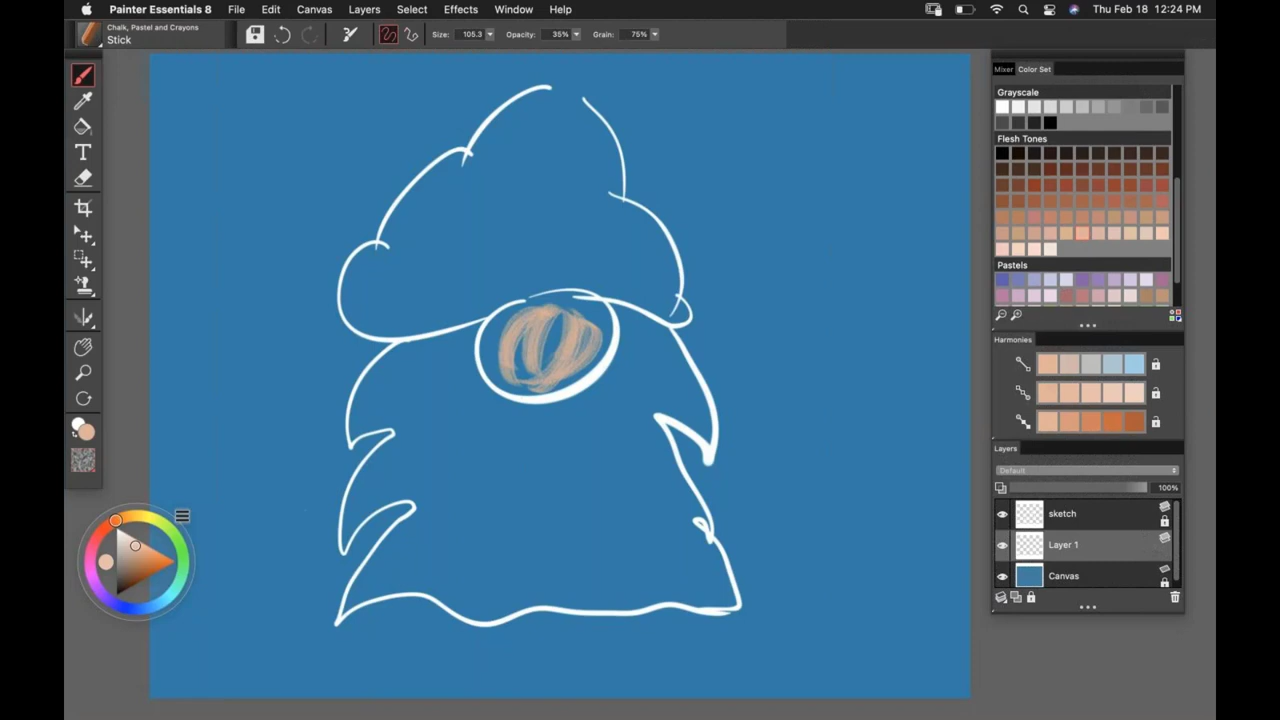 Painter Essentials 8 File Edit Canvas Layers Select Effects Window Help Thu Feb 18 12:24 PM
Chalk, Pastel and Crayons
Stick
Size: 105.3 Opacity: 35% Grain: 75%
Mixer Color Set
Grayscale
Flesh Tones
Pastels
Harmonies
Layers
Default
100%
sketch
Layer 1
Canvas